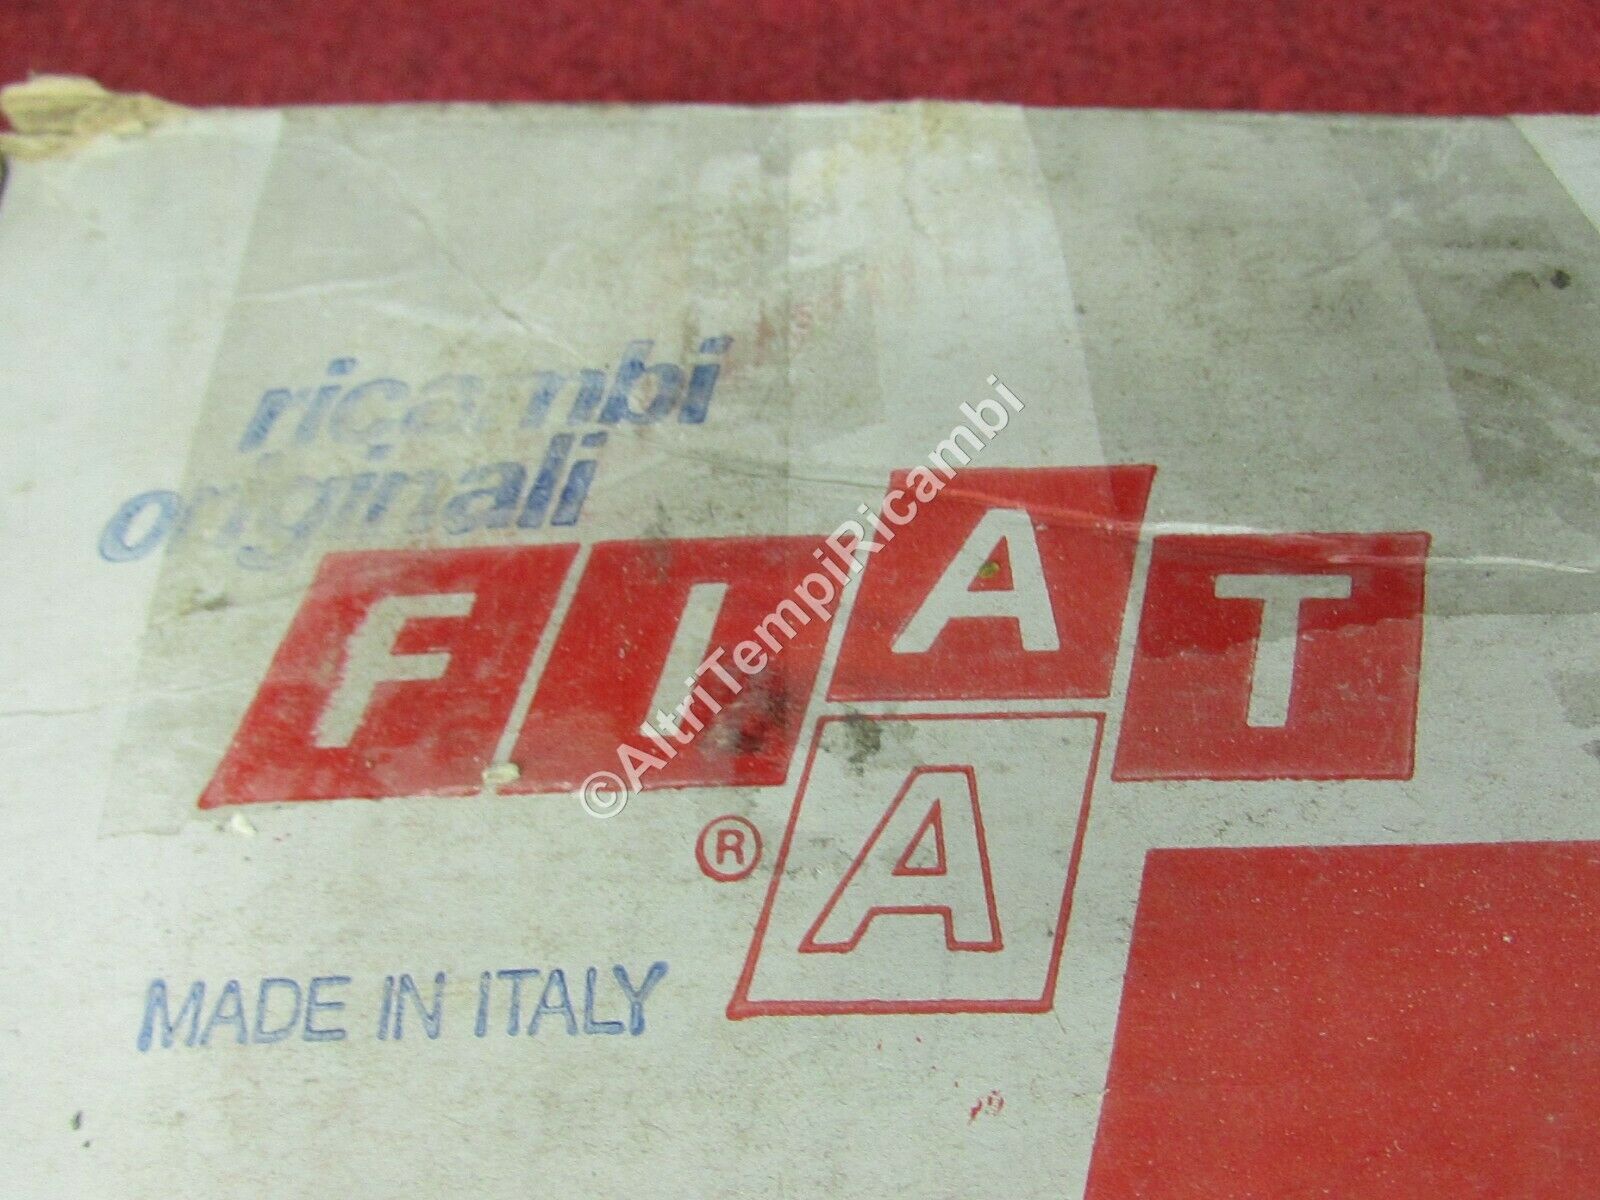 ricambi
originali
FIAT
A
®
MADE IN ITALY
©AltriTempiRicambi